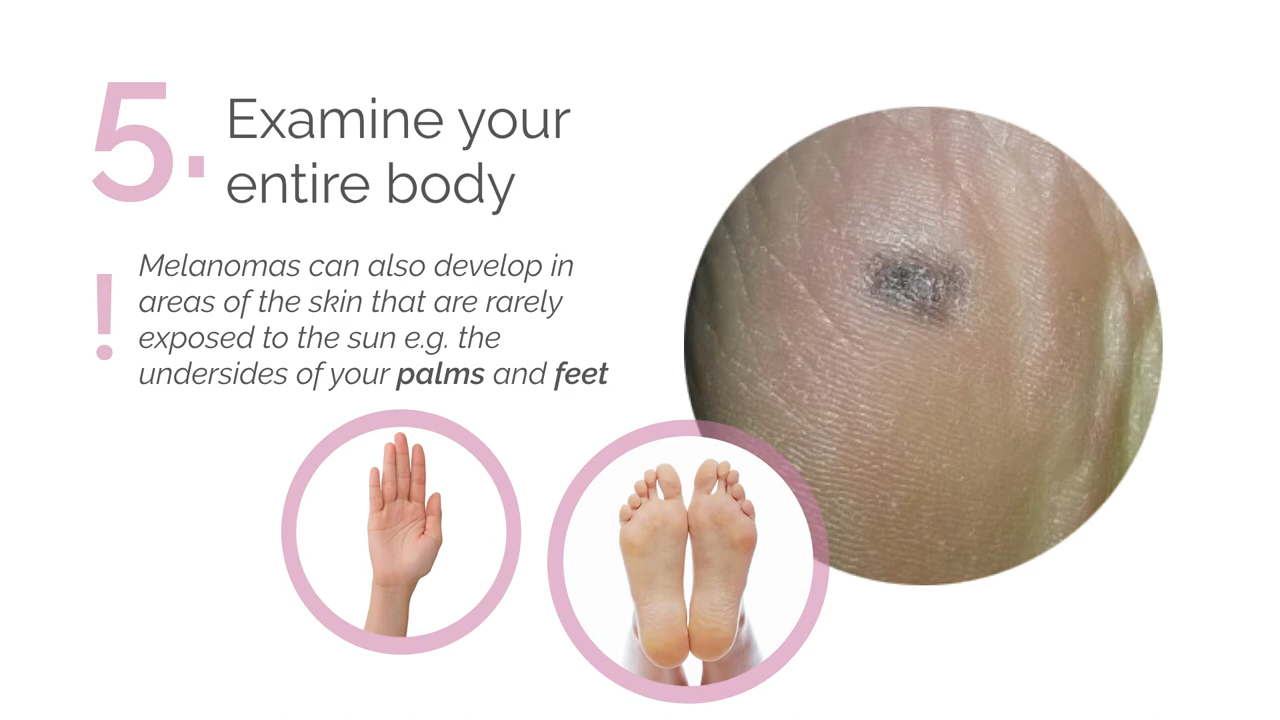 5. Examine your
entire body
! Melanomas can also develop in
areas of the skin that are rarely
exposed to the sun e.g. the
undersides of your palms and feet